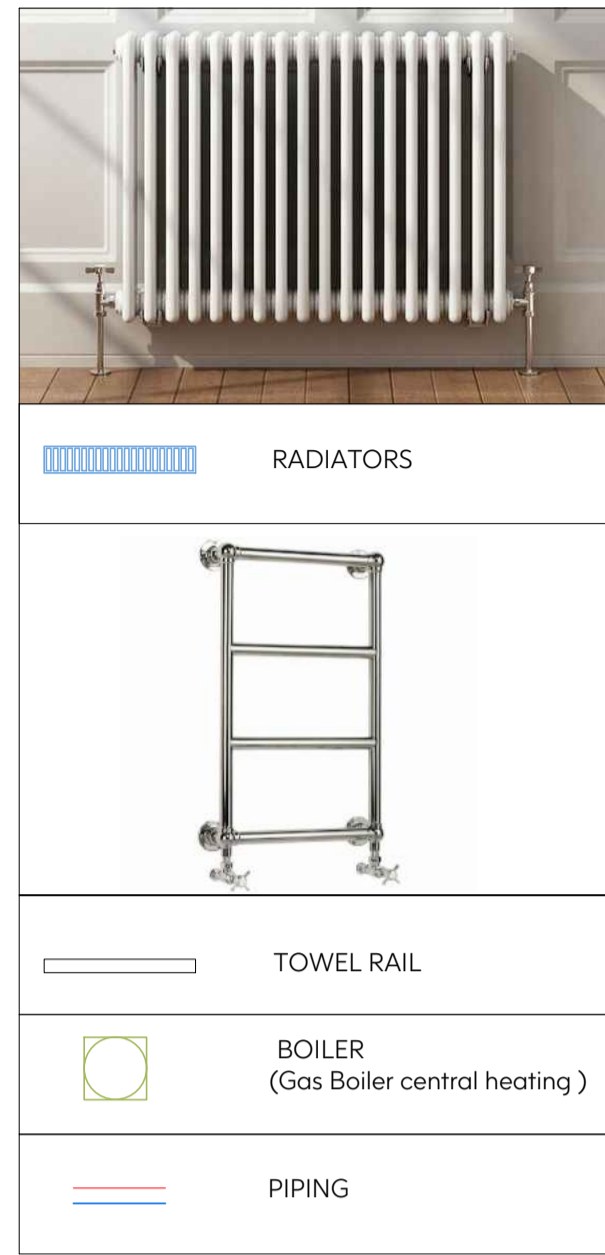 RADIATORS
TOWEL RAIL
BOILER
(Gas Boiler central heating )
PIPING